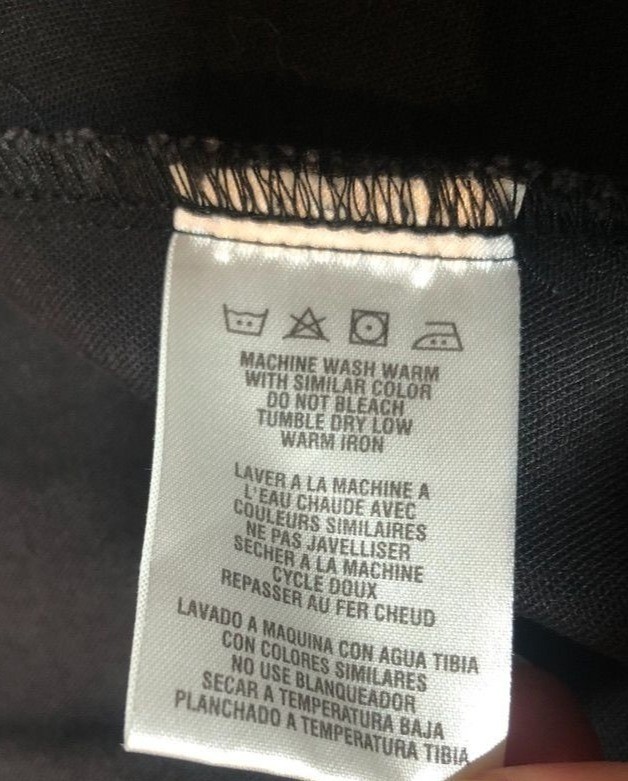 MACHINE WASH WARM
WITH SIMILAR COLOR
DO NOT BLEACH
TUMBLE DRY LOW
WARM IRON
LAVER A LA MACHINE A
L'EAU CHAUDE AVEC
COULEURS SIMILAIRES
NE PAS JAVELLISER
SECHER A LA MACHINE
CYCLE DOUX
REPASSER AU FER CHEUD
LAVADO A MAQUINA CON AGUA TIBIA
CON COLORES SIMILARES
NO USE BLANQUEADOR
SECAR A TEMPERATURA BAJA
PLANCHADO A TEMPERATURA TIBIA